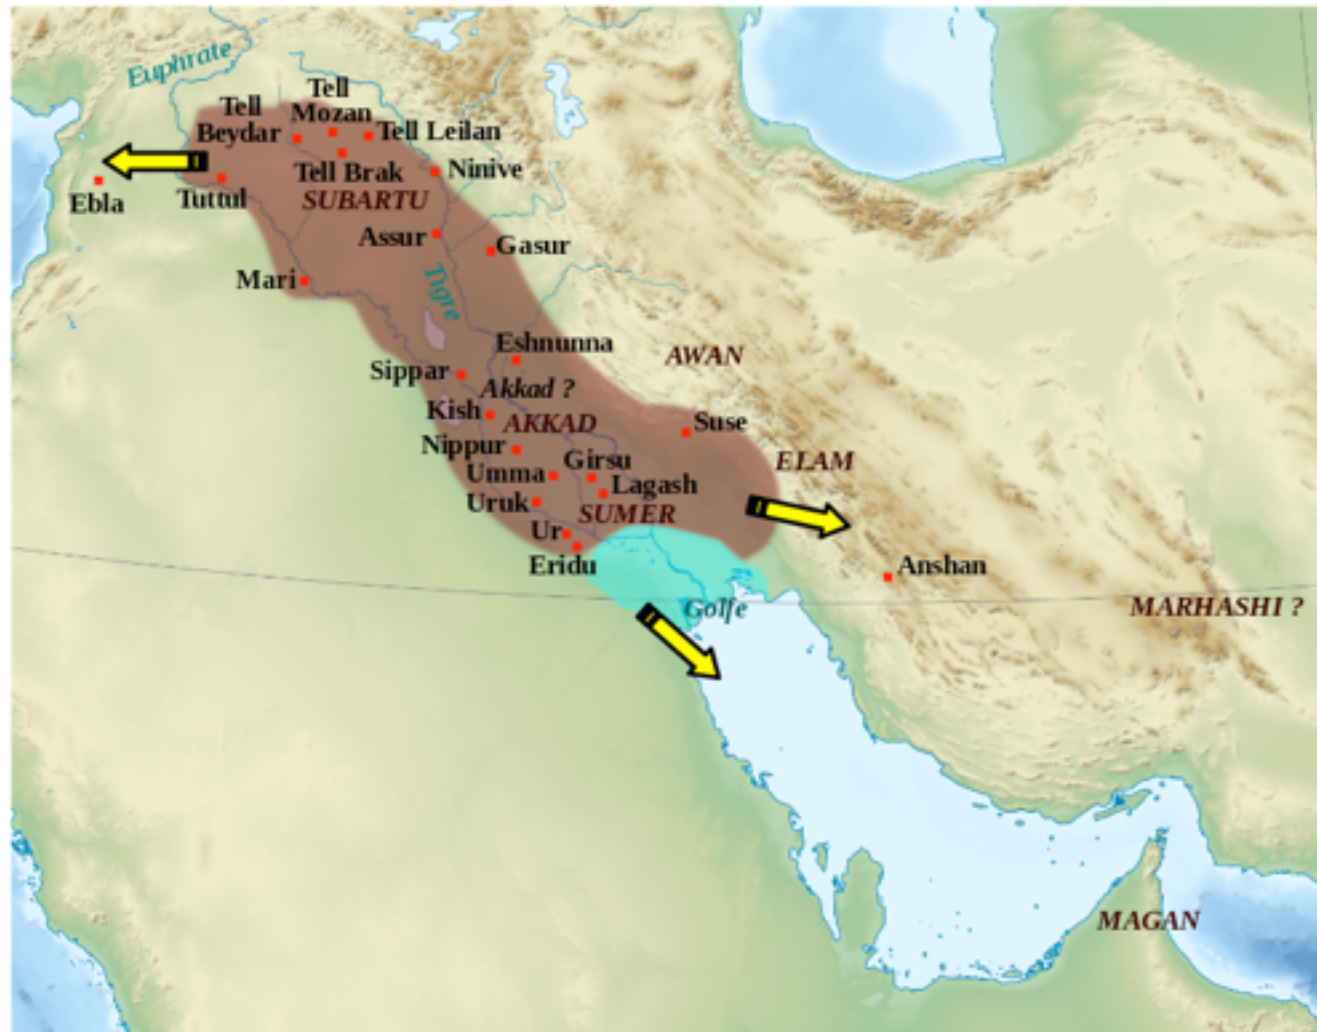 Euphrate
Tell
Mozan
Tell
Beydar
Tell Leilan
Tell Brak
Ninive
Ebla
Tuttul
SUBARTU
Assur
Gasur
Mari
Tigre
Eshnunna
AWAN
Sippar
Akkad ?
Kish
AKKAD
Suse
Nippur
ELAM
Umma
Girsu
Lagash
Uruk
SUMER
Ur
Eridu
Anshan
Golfe
MARHASHI ?
MAGAN